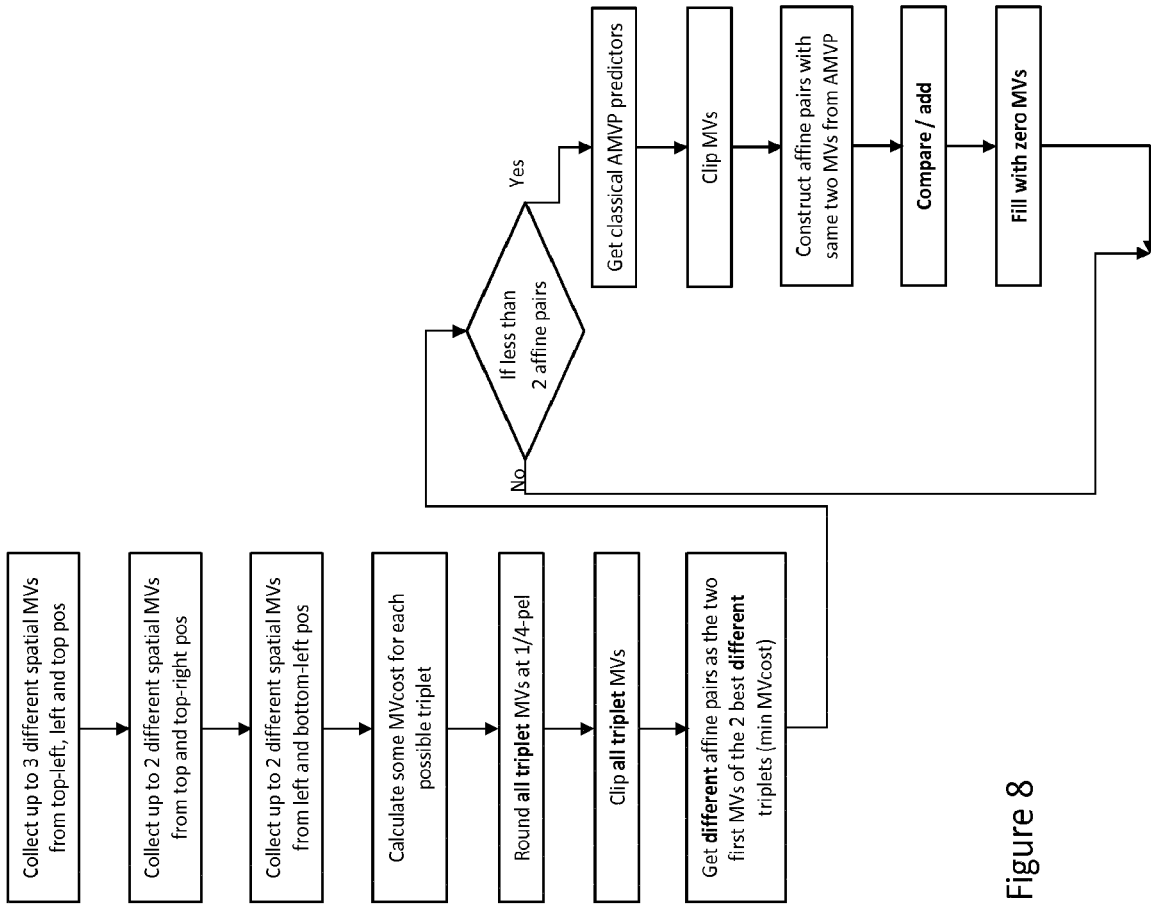 Collect up to 3 different spatial MVs
from top-left, left and top pos
Collect up to 2 different spatial MVs
from top and top-right pos
Collect up to 2 different spatial MVs
from left and bottom-left pos
Calculate some MVcost for each
possible triplet
Round all triplet MVs at 1/4-pel
Clip all triplet MVs
Get different affine pairs as the two
first MVs of the 2 best different
triplets (min MVcost)
If less than
2 affine pairs
No
Yes
Get classical AMVP predictors
Clip MVs
Construct affine pairs with
same two MVs from AMVP
Compare / add
Fill with zero MVs
Figure 8